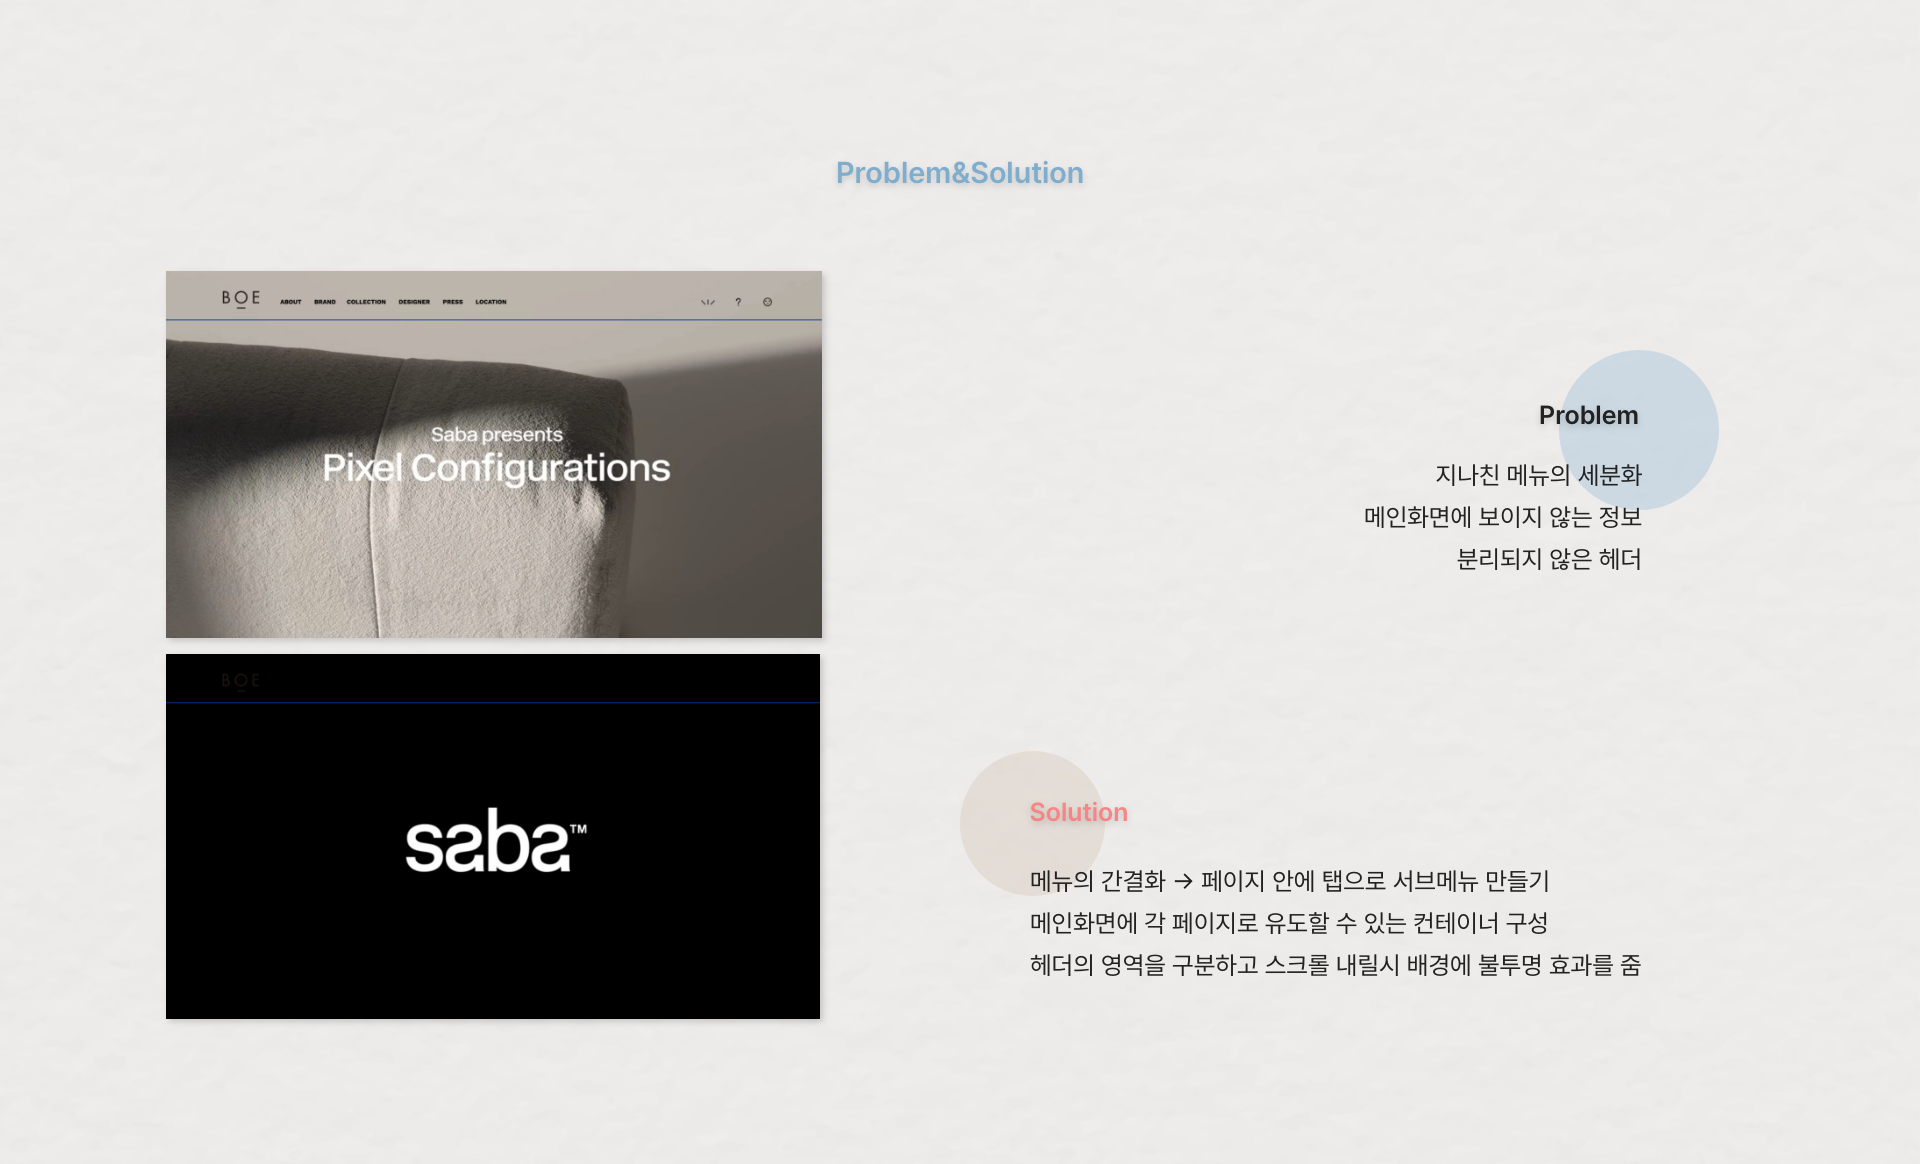 Problem&Solution
BOE ABOUT BRAND COLLECTION DESIGNER PRESS LOCATION ?
Saba presents
Pixel Configurations
BOE
saba™
Problem
지나친 메뉴의 세분화
메인화면에 보이지 않는 정보
분리되지 않은 헤더
Solution
메뉴의 간결화 → 페이지 안에 탭으로 서브메뉴 만들기
메인화면에 각 페이지로 유도할 수 있는 컨테이너 구성
헤더의 영역을 구분하고 스크롤 내릴시 배경에 불투명 효과를 줌